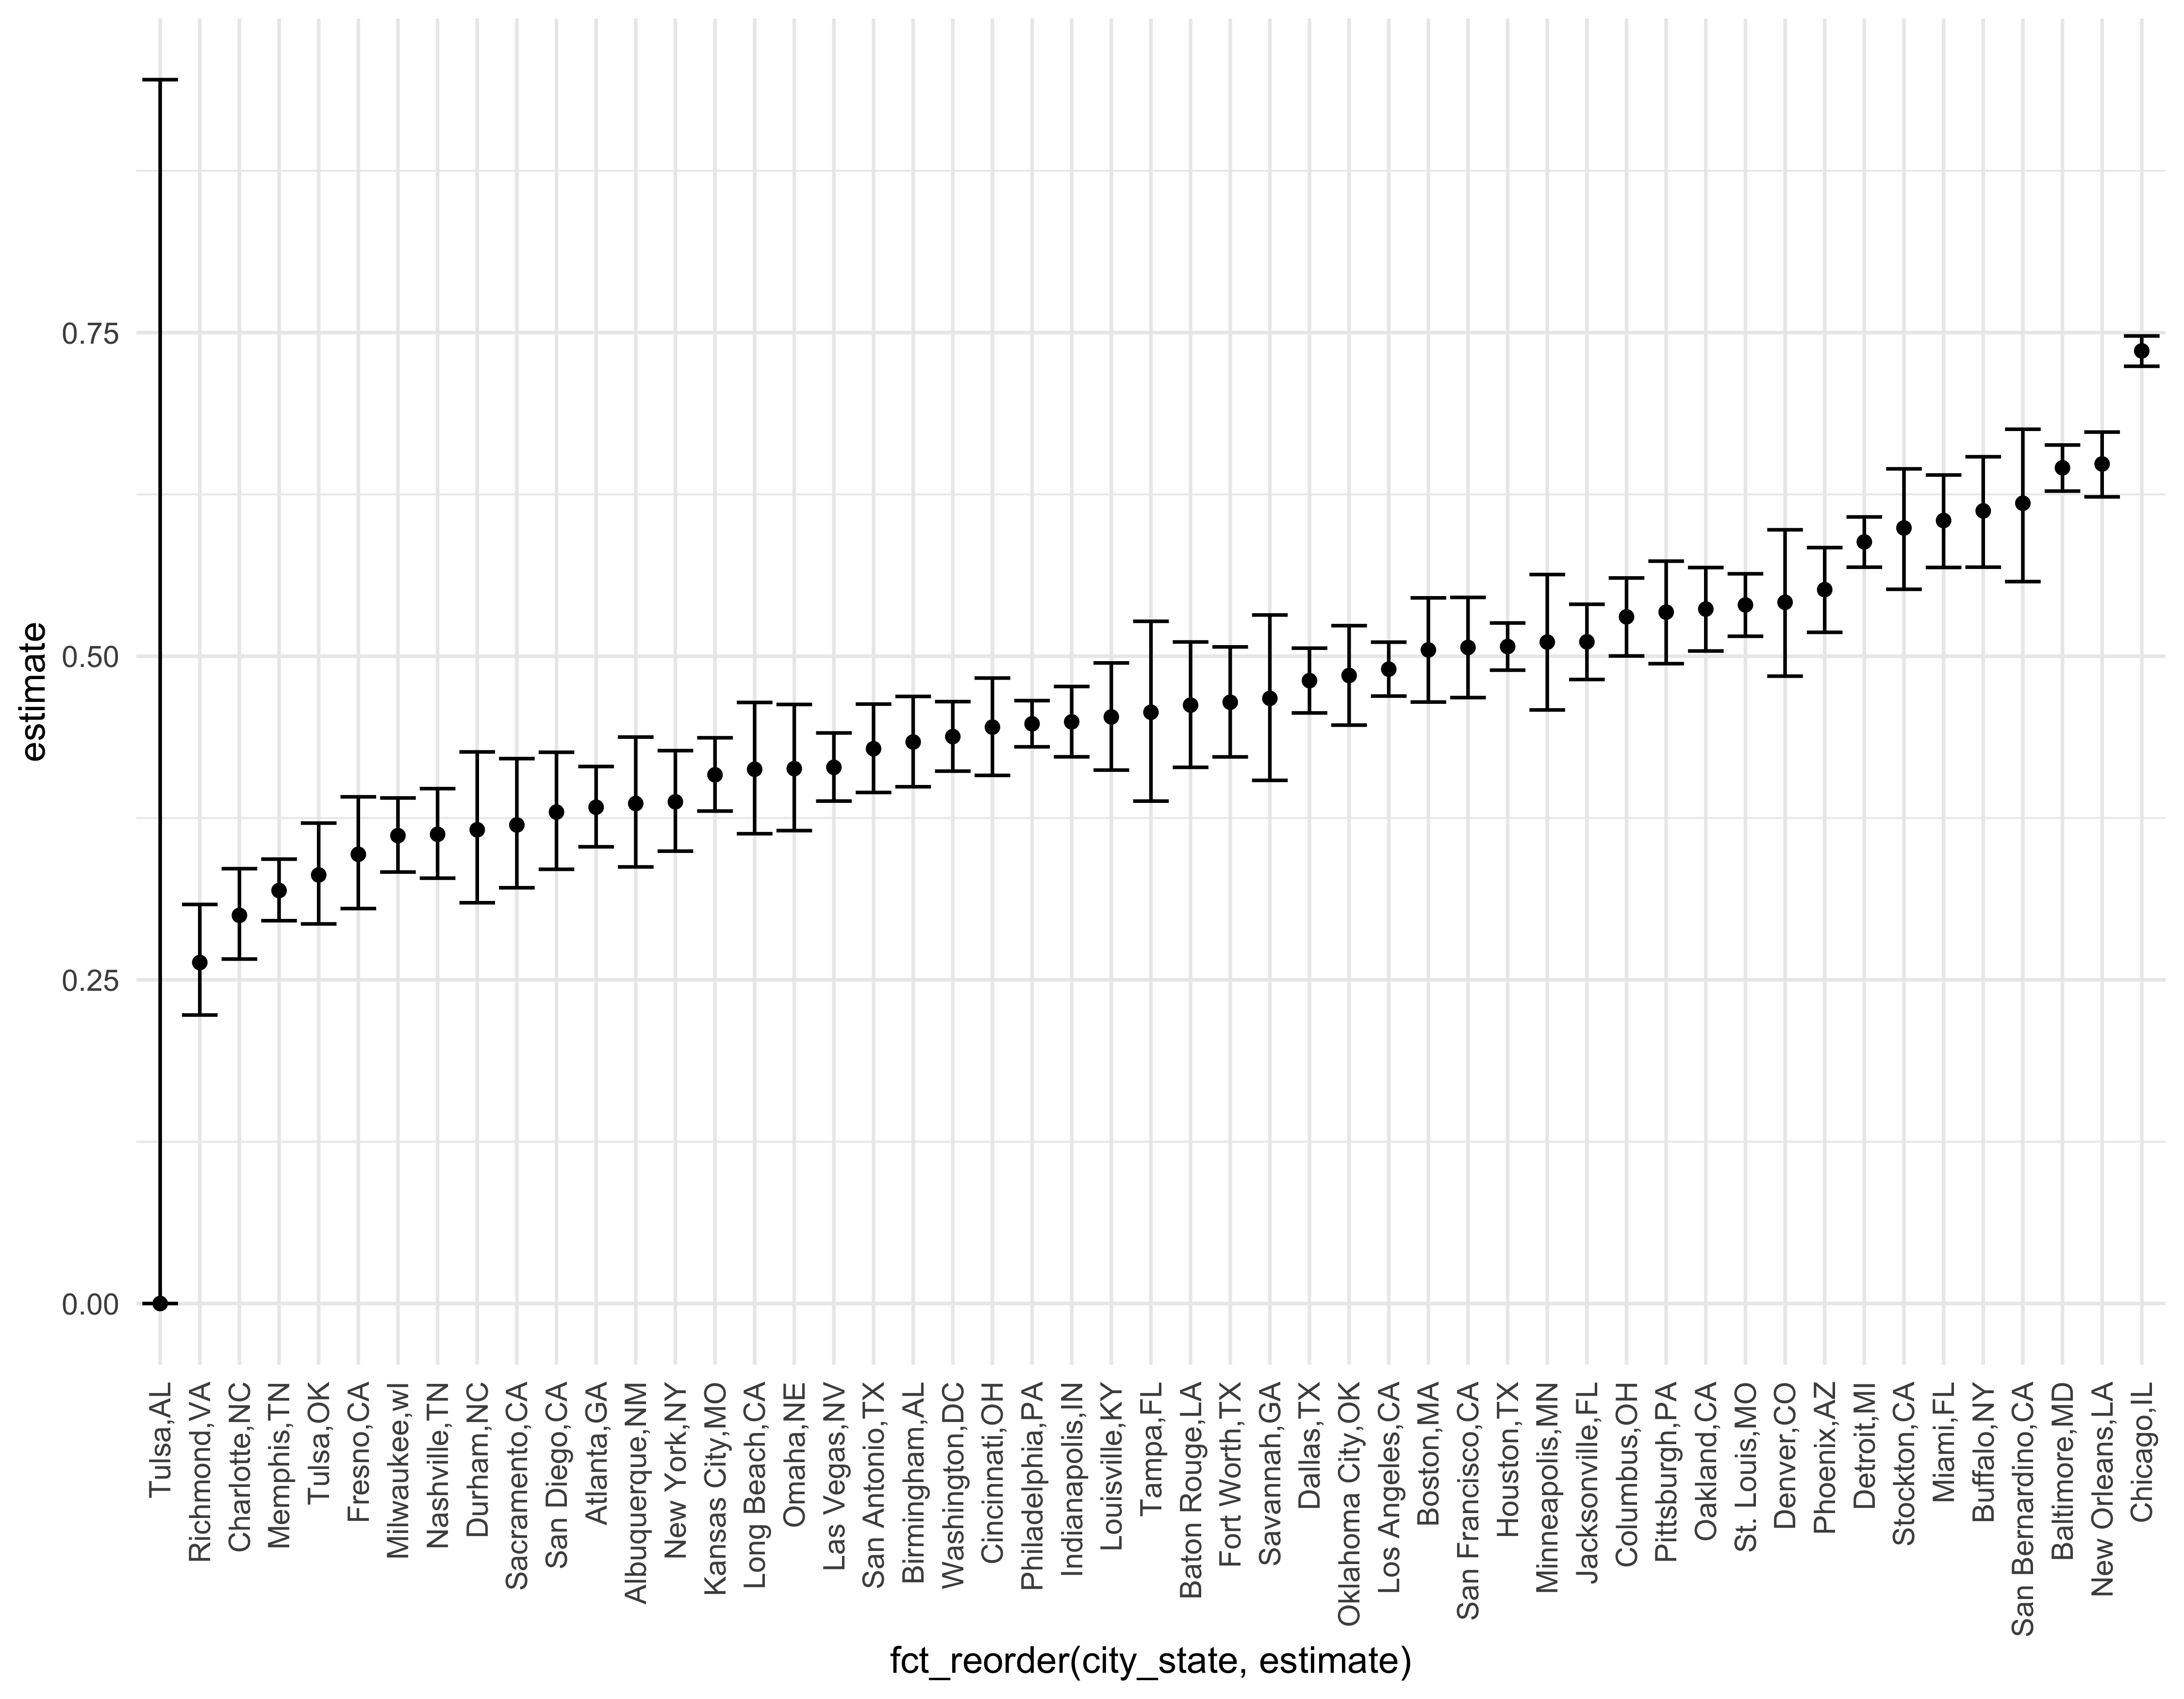 estimate
0.75
0.50
0.25
0.00
Tulsa,AL
Richmond,VA
Charlotte,NC
Memphis,TN
Tulsa,OK
Fresno,CA
Milwaukee,wI
Nashville,TN
Durham,NC
Sacramento,CA
San Diego,CA
Atlanta,GA
Albuquerque,NM
New York,NY
Kansas City,MO
Long Beach,CA
Omaha,NE
Las Vegas,NV
San Antonio,TX
Birmingham,AL
Washington,DC
Cincinnati,OH
Philadelphia,PA
Indianapolis,IN
Louisville,KY
Tampa,FL
Baton Rouge,LA
Fort Worth,TX
Savannah,GA
Dallas,TX
Oklahoma City,OK
Los Angeles,CA
Boston,MA
San Francisco,CA
Houston,TX
Minneapolis,MN
Jacksonville,FL
Columbus,OH
Pittsburgh,PA
Oakland,CA
St. Louis,MO
Denver,CO
Phoenix,AZ
Detroit,MI
Stockton,CA
Miami,FL
Buffalo,NY
San Bernardino,CA
Baltimore,MD
New Orleans,LA
Chicago,IL
fct_reorder(city_state, estimate)